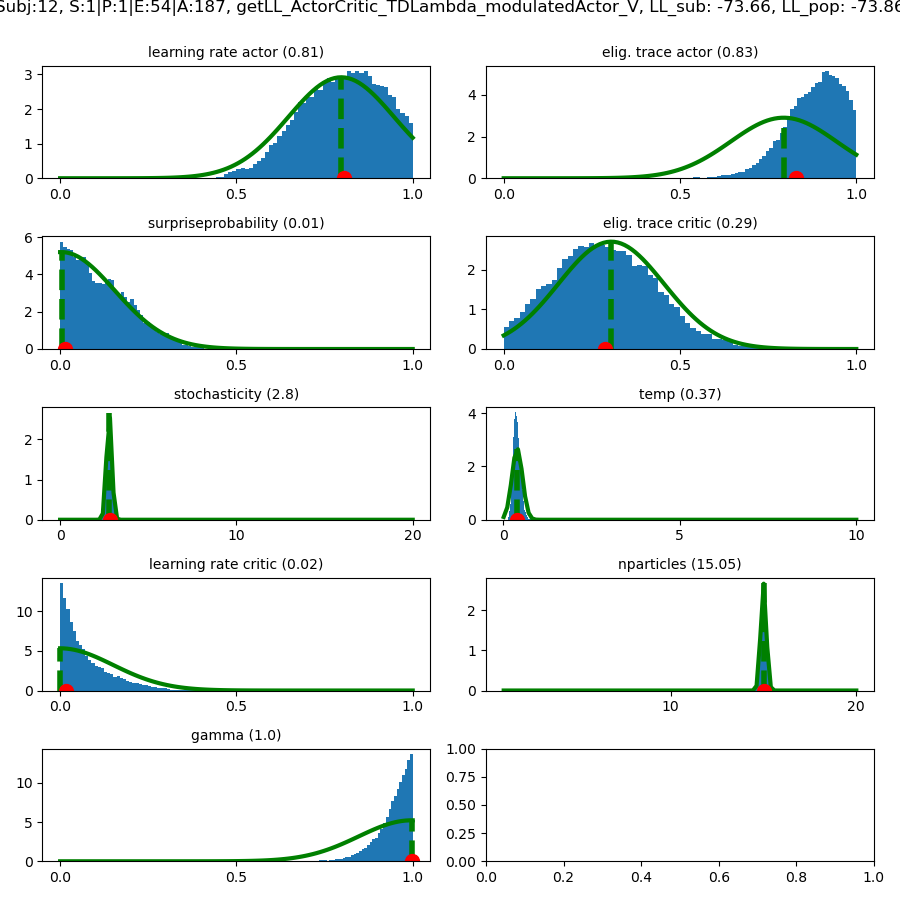 Subj:12, S:1|P:1|E:54|A:187, getLL_ActorCritic_TDLambda_modulatedActor_V, LL_sub: -73.66, LL_pop: -73.86
learning rate actor (0.81)
elig. trace actor (0.83)
3
2
1
0
0.0 0.5 1.0
4
2
0
0.0 0.5 1.0
surpriseprobability (0.01)
elig. trace critic (0.29)
6
4
2
0
0.0 0.5 1.0
2
1
0
0.0 0.5 1.0
stochasticity (2.8)
temp (0.37)
2
1
0
0 10 20
4
2
0
0 5 10
learning rate critic (0.02)
nparticles (15.05)
10
5
0
0.0 0.5 1.0
2
1
0
10 20
gamma (1.0)
10
5
0
0.0 0.5 1.0
1.00
0.75
0.50
0.25
0.00
0.0 0.2 0.4 0.6 0.8 1.0